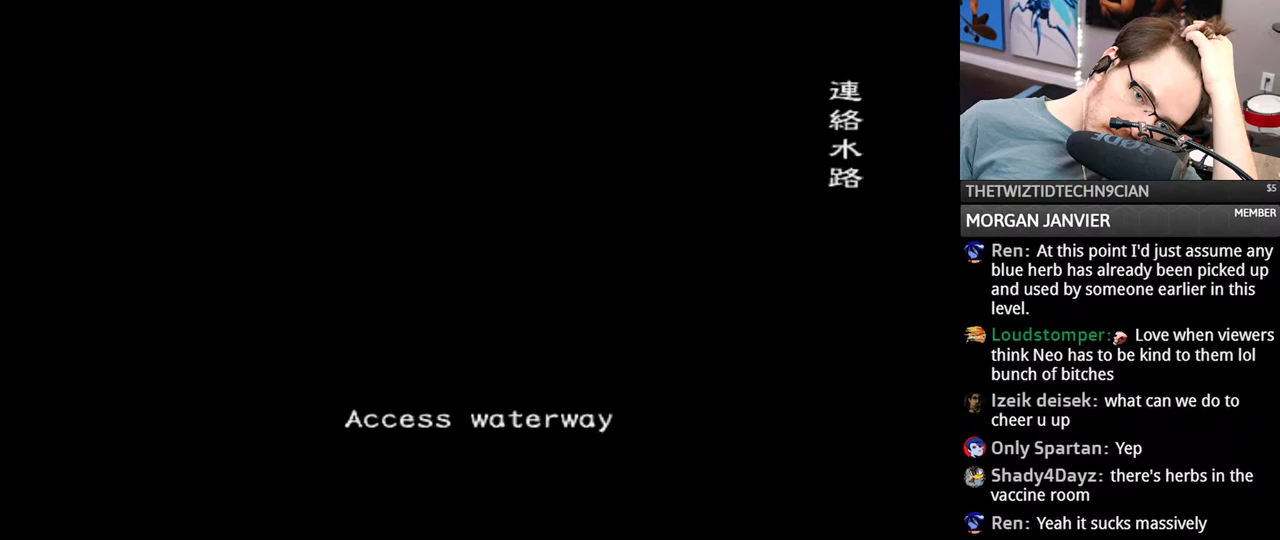 連絡水路
Access waterway
RØDE
THETWIZTIDTECHN9CIAN
$5
MORGAN JANVIER
MEMBER
Ren: At this point I'd just assume any
blue herb has already been picked up
and used by someone earlier in this
level.
Loudstomper: Love when viewers
think Neo has to be kind to them lol
bunch of bitches
Izeik deisek: what can we do to
cheer u up
Only Spartan: Yep
Shady4Dayz: there's herbs in the
vaccine room
Ren: Yeah it sucks massively